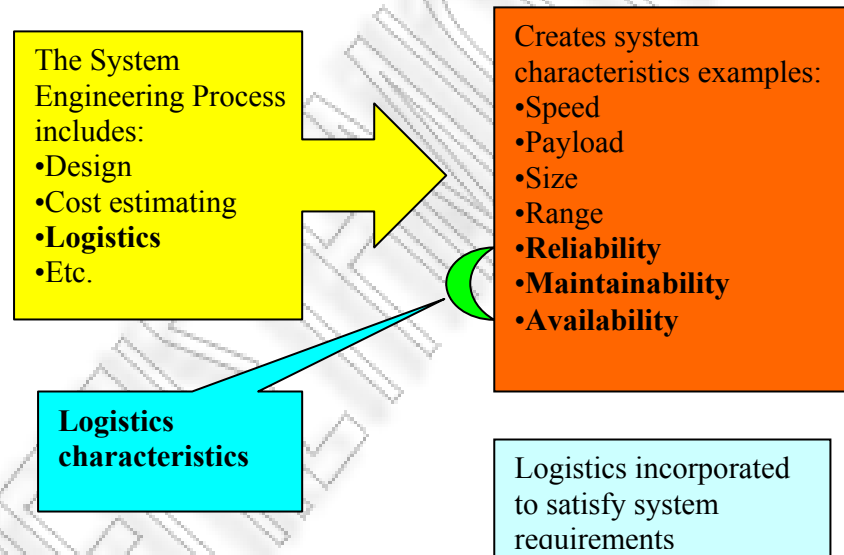 The System
Engineering Process
includes:
•Design
•Cost estimating
•Logistics
•Etc.
Creates system
characteristics examples:
•Speed
•Payload
•Size
•Range
•Reliability
•Maintainability
•Availability
Logistics
characteristics
Logistics incorporated
to satisfy system
requirements